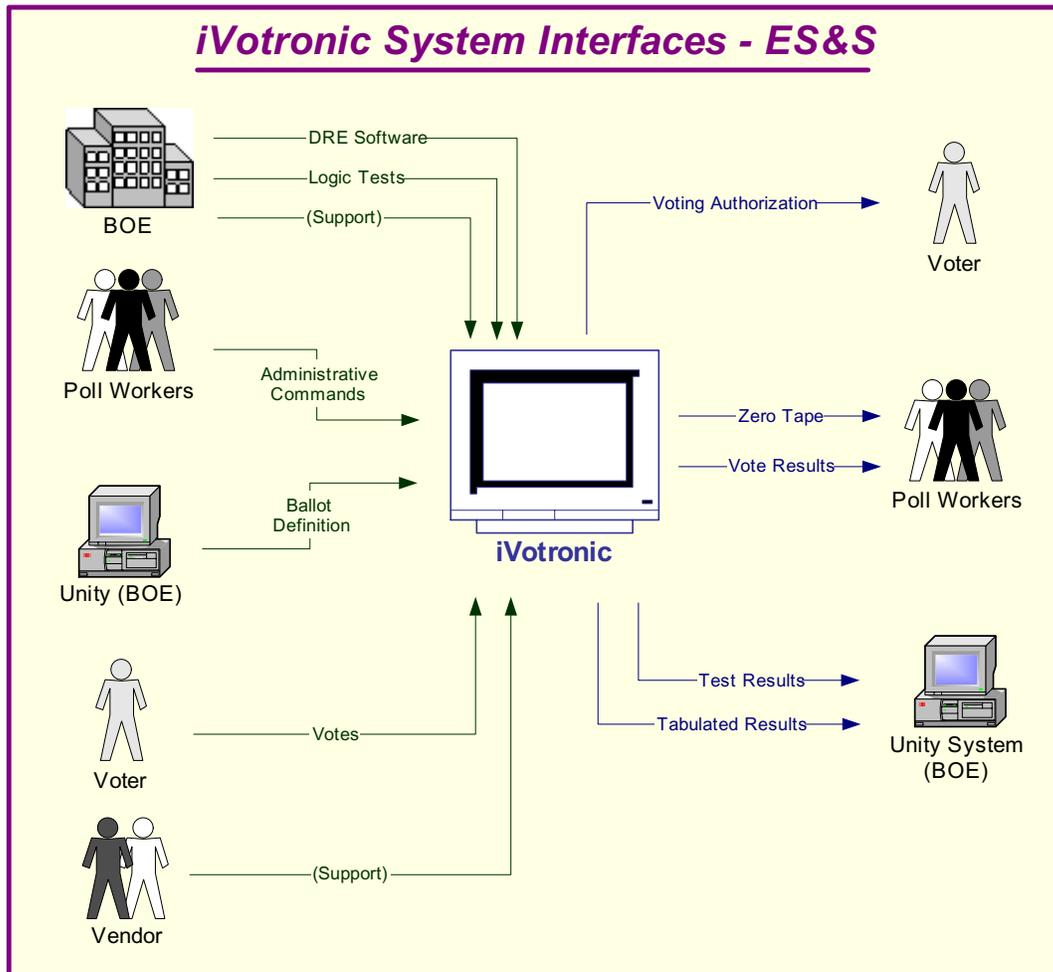 iVotronic System Interfaces - ES&S
DRE Software
Logic Tests
(Support)
BOE
Voting Authorization
Voter
Poll Workers
Administrative
Commands
Zero Tape
Vote Results
Poll Workers
Ballot
Definition
iVotronic
Unity (BOE)
Test Results
Tabulated Results
Unity System
(BOE)
Votes
Voter
(Support)
Vendor